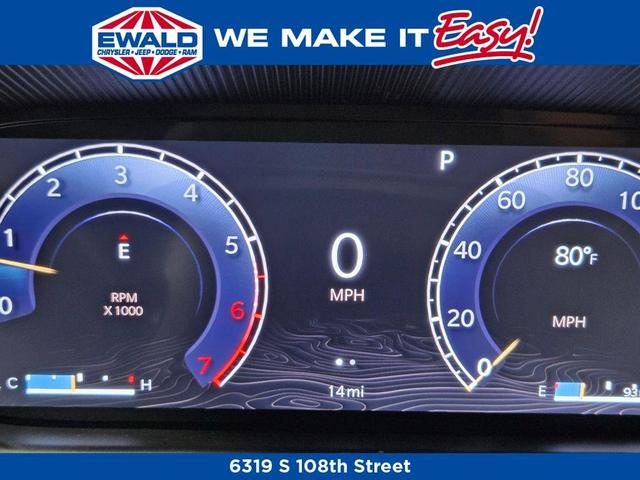 EWALD
CHRYSLER • JEEP • DODGE • RAM
WE MAKE IT Easy!
P
0 1 2 3 4 5 6 7
E
RPM
X 1000
0
MPH
0 20 40 60 80
80°F
MPH
C H
14mi
E
6319 S 108th Street